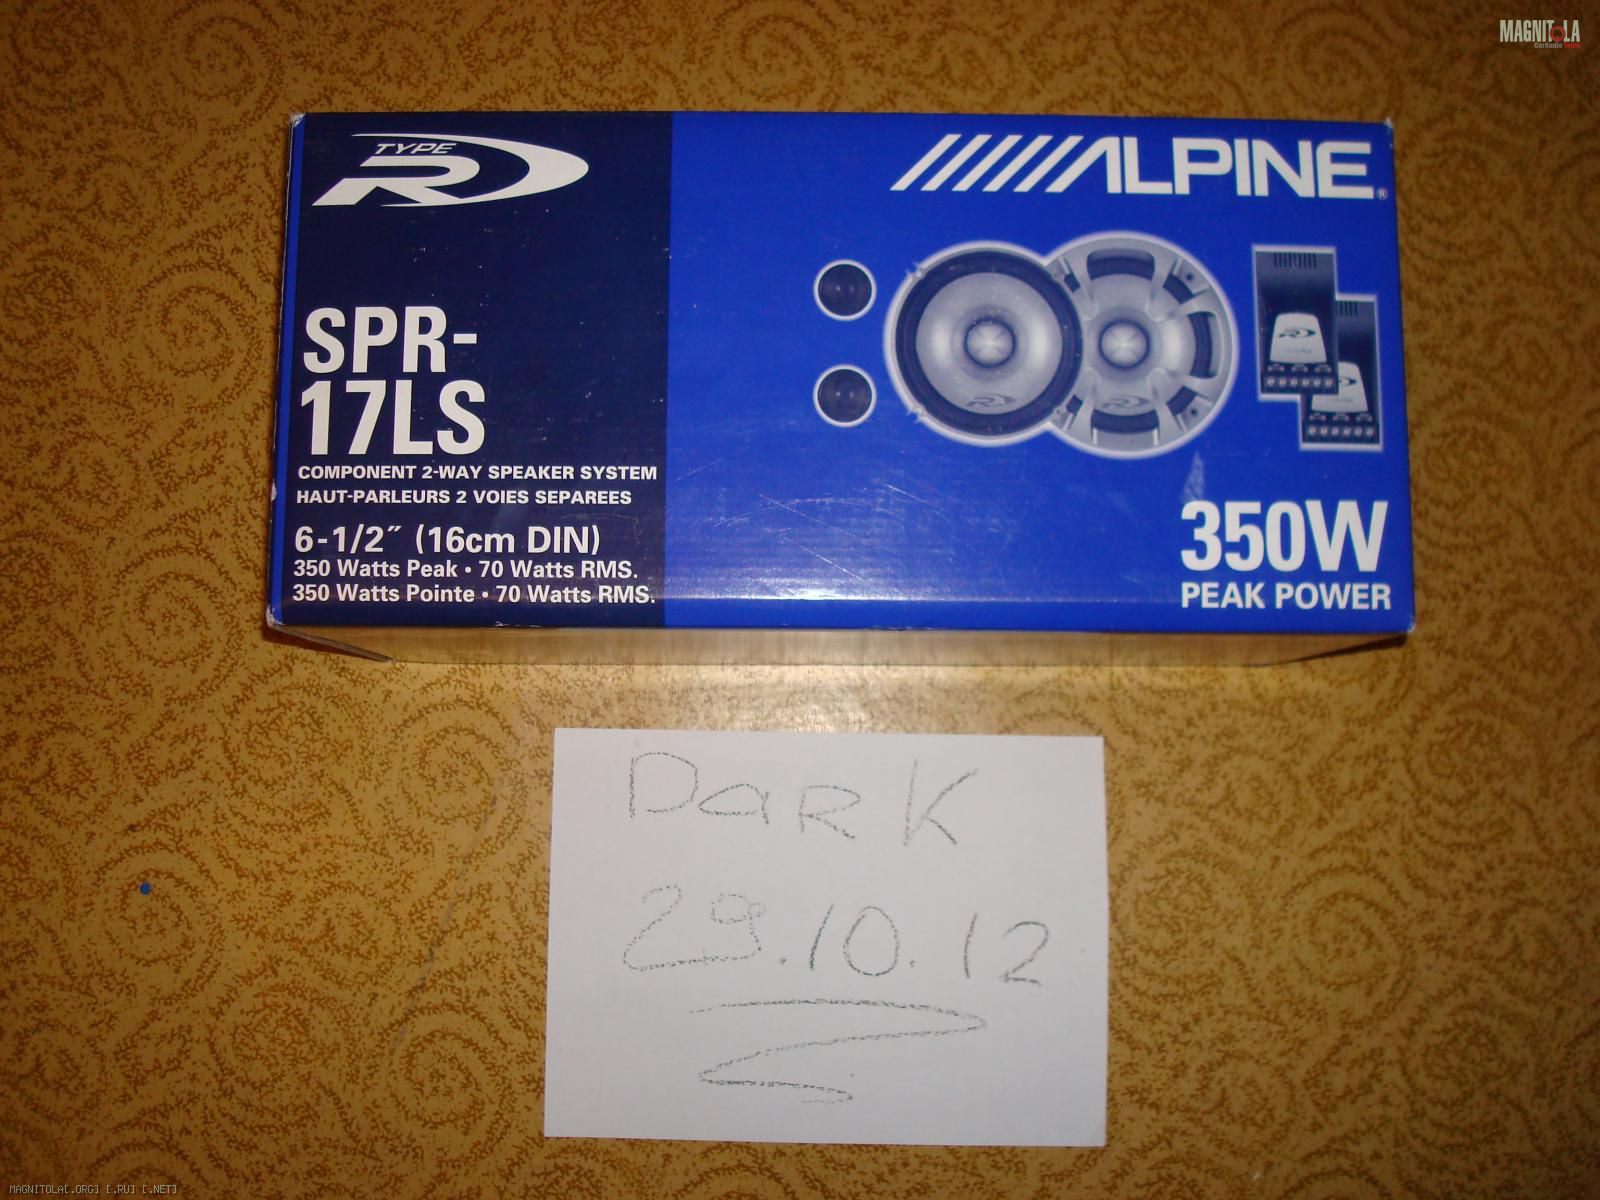 MAGNITOLA
CarAudio Team
TYPE R
ALPINE®
SPR-
17LS
COMPONENT 2-WAY SPEAKER SYSTEM
HAUT-PARLEURS 2 VOIES SEPAREES
6-1/2″ (16cm DIN)
350 Watts Peak • 70 Watts RMS.
350 Watts Pointe • 70 Watts RMS.
350W
PEAK POWER
DARK
29.10.12
MAGNITOLA[.ORG] [.RU] [.NET]